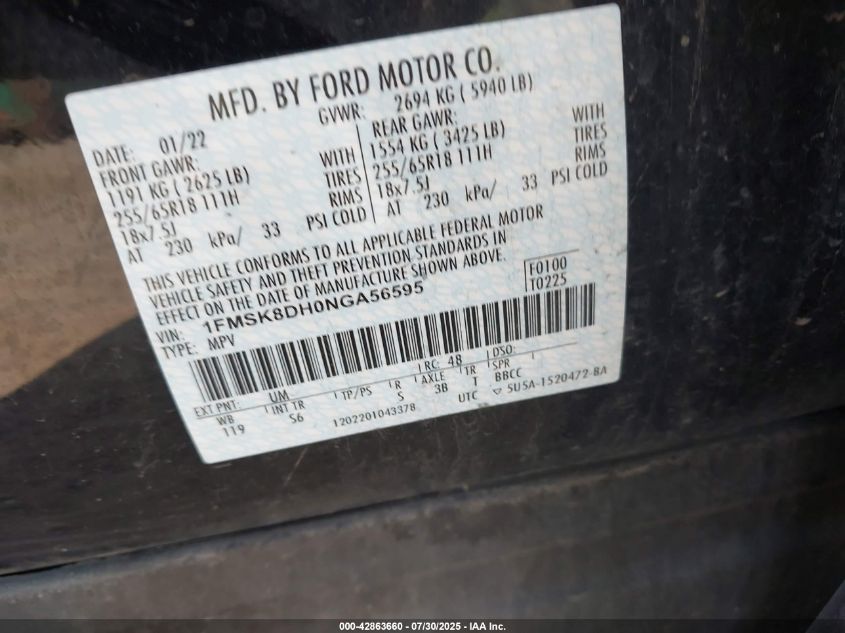 MFD. BY FORD MOTOR CO.
DATE: 01/22 GVWR: 2694 KG ( 5940 LB)
FRONT GAWR: WITH REAR GAWR: WITH
1191 KG ( 2625 LB) TIRES 1554 KG ( 3425 LB) TIRES
255/65R18 111H RIMS 255/65R18 111H RIMS
18x7.5J 18x7.5J
AT 230 kPa/ 33 PSI COLD AT 230 kPa/ 33 PSI COLD
THIS VEHICLE CONFORMS TO ALL APPLICABLE FEDERAL MOTOR
VEHICLE SAFETY AND THEFT PREVENTION STANDARDS IN
EFFECT ON THE DATE OF MANUFACTURE SHOWN ABOVE.
VIN: 1FMSK8DH0NGA56595 F0100
TYPE: MPV T0225
EXT PNT: UM RC: 48 DSO:
WB INT TR TP/PS R AXLE TR SPR
119 S6 S 3B T BBCC
1202201043378 UTC ▽ 5U5A-1520472-BA
000-42863660 - 07/30/2025 - IAA Inc.